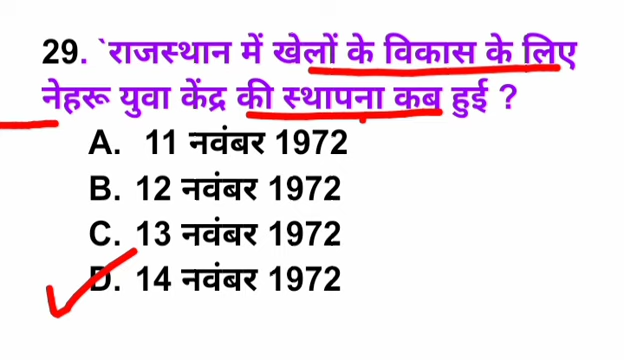 29. `राजस्थान में खेलों के विकास के लिए
नेहरू युवा केंद्र की स्थापना कब हुई ?
A. 11 नवंबर 1972
B. 12 नवंबर 1972
C. 13 नवंबर 1972
D. 14 नवंबर 1972